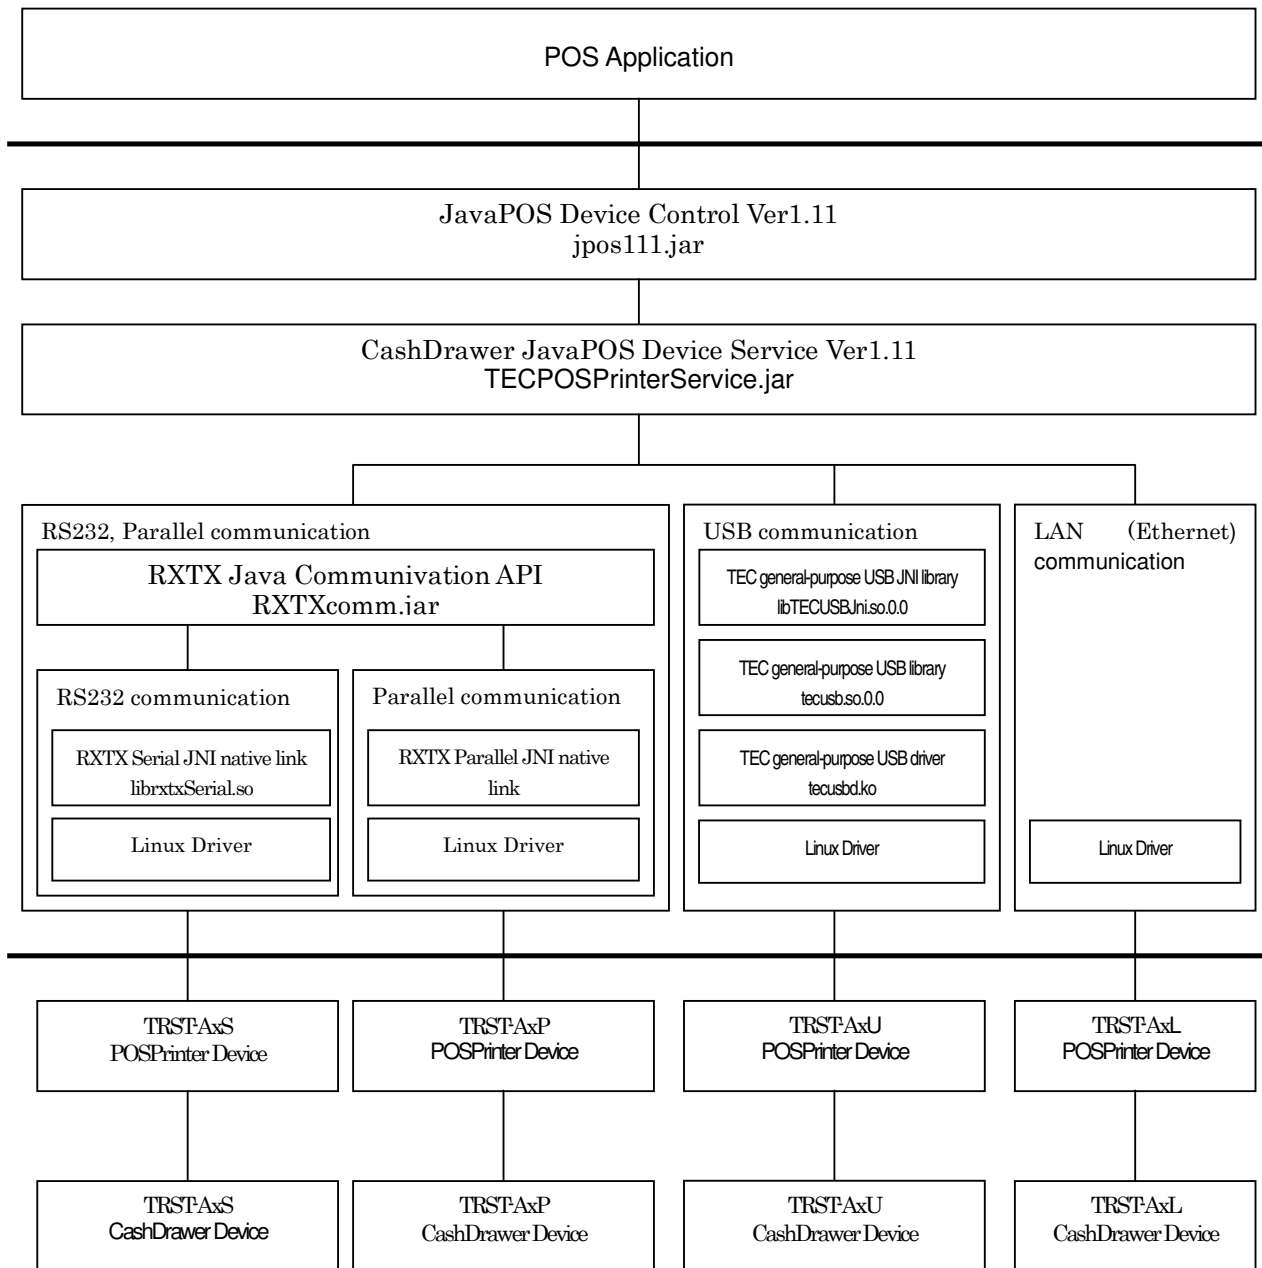 POS Application
JavaPOS Device Control Ver1.11
jpos111.jar
CashDrawer JavaPOS Device Service Ver1.11
TECPOSPrinterService.jar
RS232, Parallel communication
RXTX Java Communivation API
RXTXcomm.jar
RS232 communication
RXTX Serial JNI native link
librxtxSerial.so
Linux Driver
Parallel communication
RXTX Parallel JNI native
link
Linux Driver
USB communication
TEC general-purpose USB JNI library
libTECUSBJni.so.0.0
TEC general-purpose USB library
tecusb.so.0.0
TEC general-purpose USB driver
tecusbd.ko
Linux Driver
LAN (Ethernet)
communication
Linux Driver
TRST-AxS
POSPrinter Device
TRST-AxP
POSPrinter Device
TRST-AxU
POSPrinter Device
TRST-AxL
POSPrinter Device
TRST-AxS
CashDrawer Device
TRST-AxP
CashDrawer Device
TRST-AxU
CashDrawer Device
TRST-AxL
CashDrawer Device